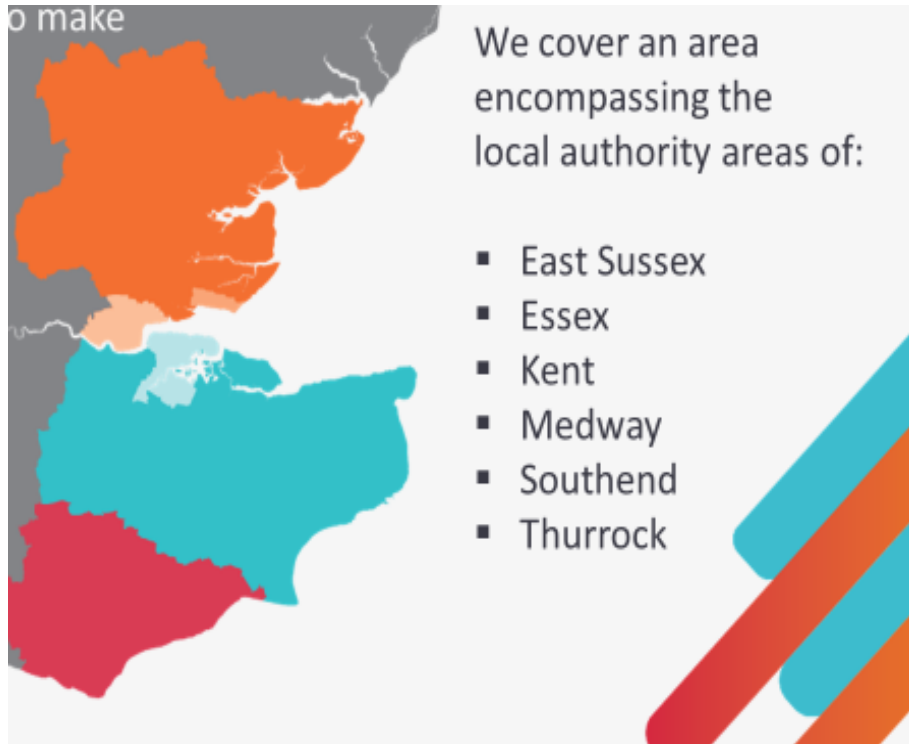 o make
We cover an area
encompassing the
local authority areas of:
▪ East Sussex
▪ Essex
▪ Kent
▪ Medway
▪ Southend
▪ Thurrock